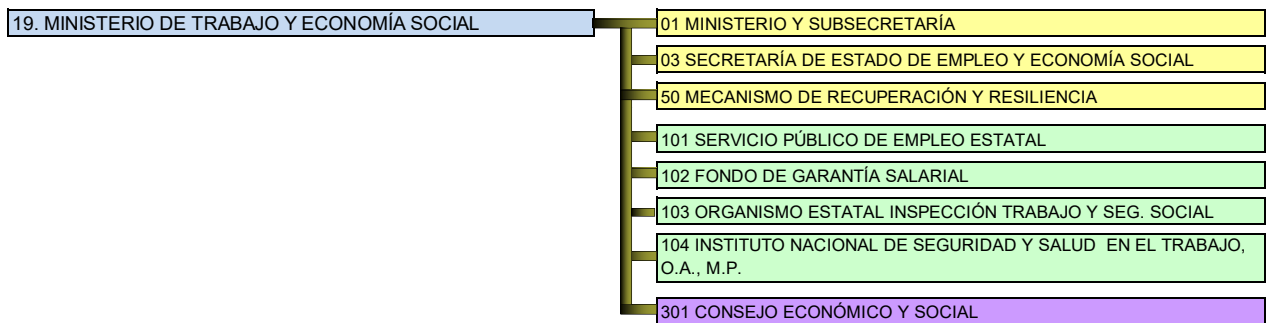 19. MINISTERIO DE TRABAJO Y ECONOMÍA SOCIAL
01 MINISTERIO Y SUBSECRETARÍA
03 SECRETARÍA DE ESTADO DE EMPLEO Y ECONOMÍA SOCIAL
50 MECANISMO DE RECUPERACIÓN Y RESILIENCIA
101 SERVICIO PÚBLICO DE EMPLEO ESTATAL
102 FONDO DE GARANTÍA SALARIAL
103 ORGANISMO ESTATAL INSPECCIÓN TRABAJO Y SEG. SOCIAL
104 INSTITUTO NACIONAL DE SEGURIDAD Y SALUD  EN EL TRABAJO,
O.A., M.P.
301 CONSEJO ECONÓMICO Y SOCIAL